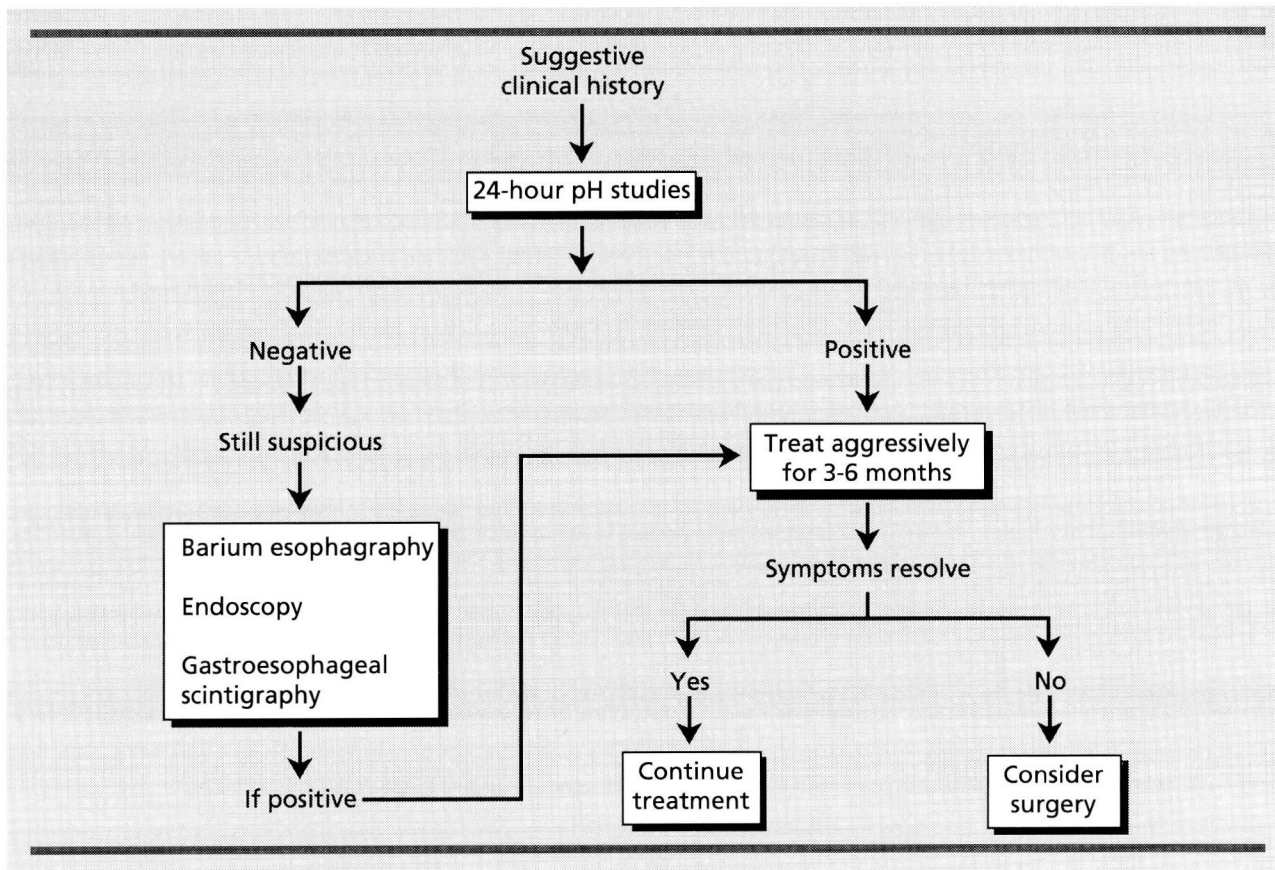 Suggestive
clinical history
24-hour pH studies
Negative
Positive
Still suspicious
Treat aggressively
for 3-6 months
Barium esophagraphy
Endoscopy
Gastroesophageal
scintigraphy
Symptoms resolve
Yes
No
If positive
Continue
treatment
Consider
surgery